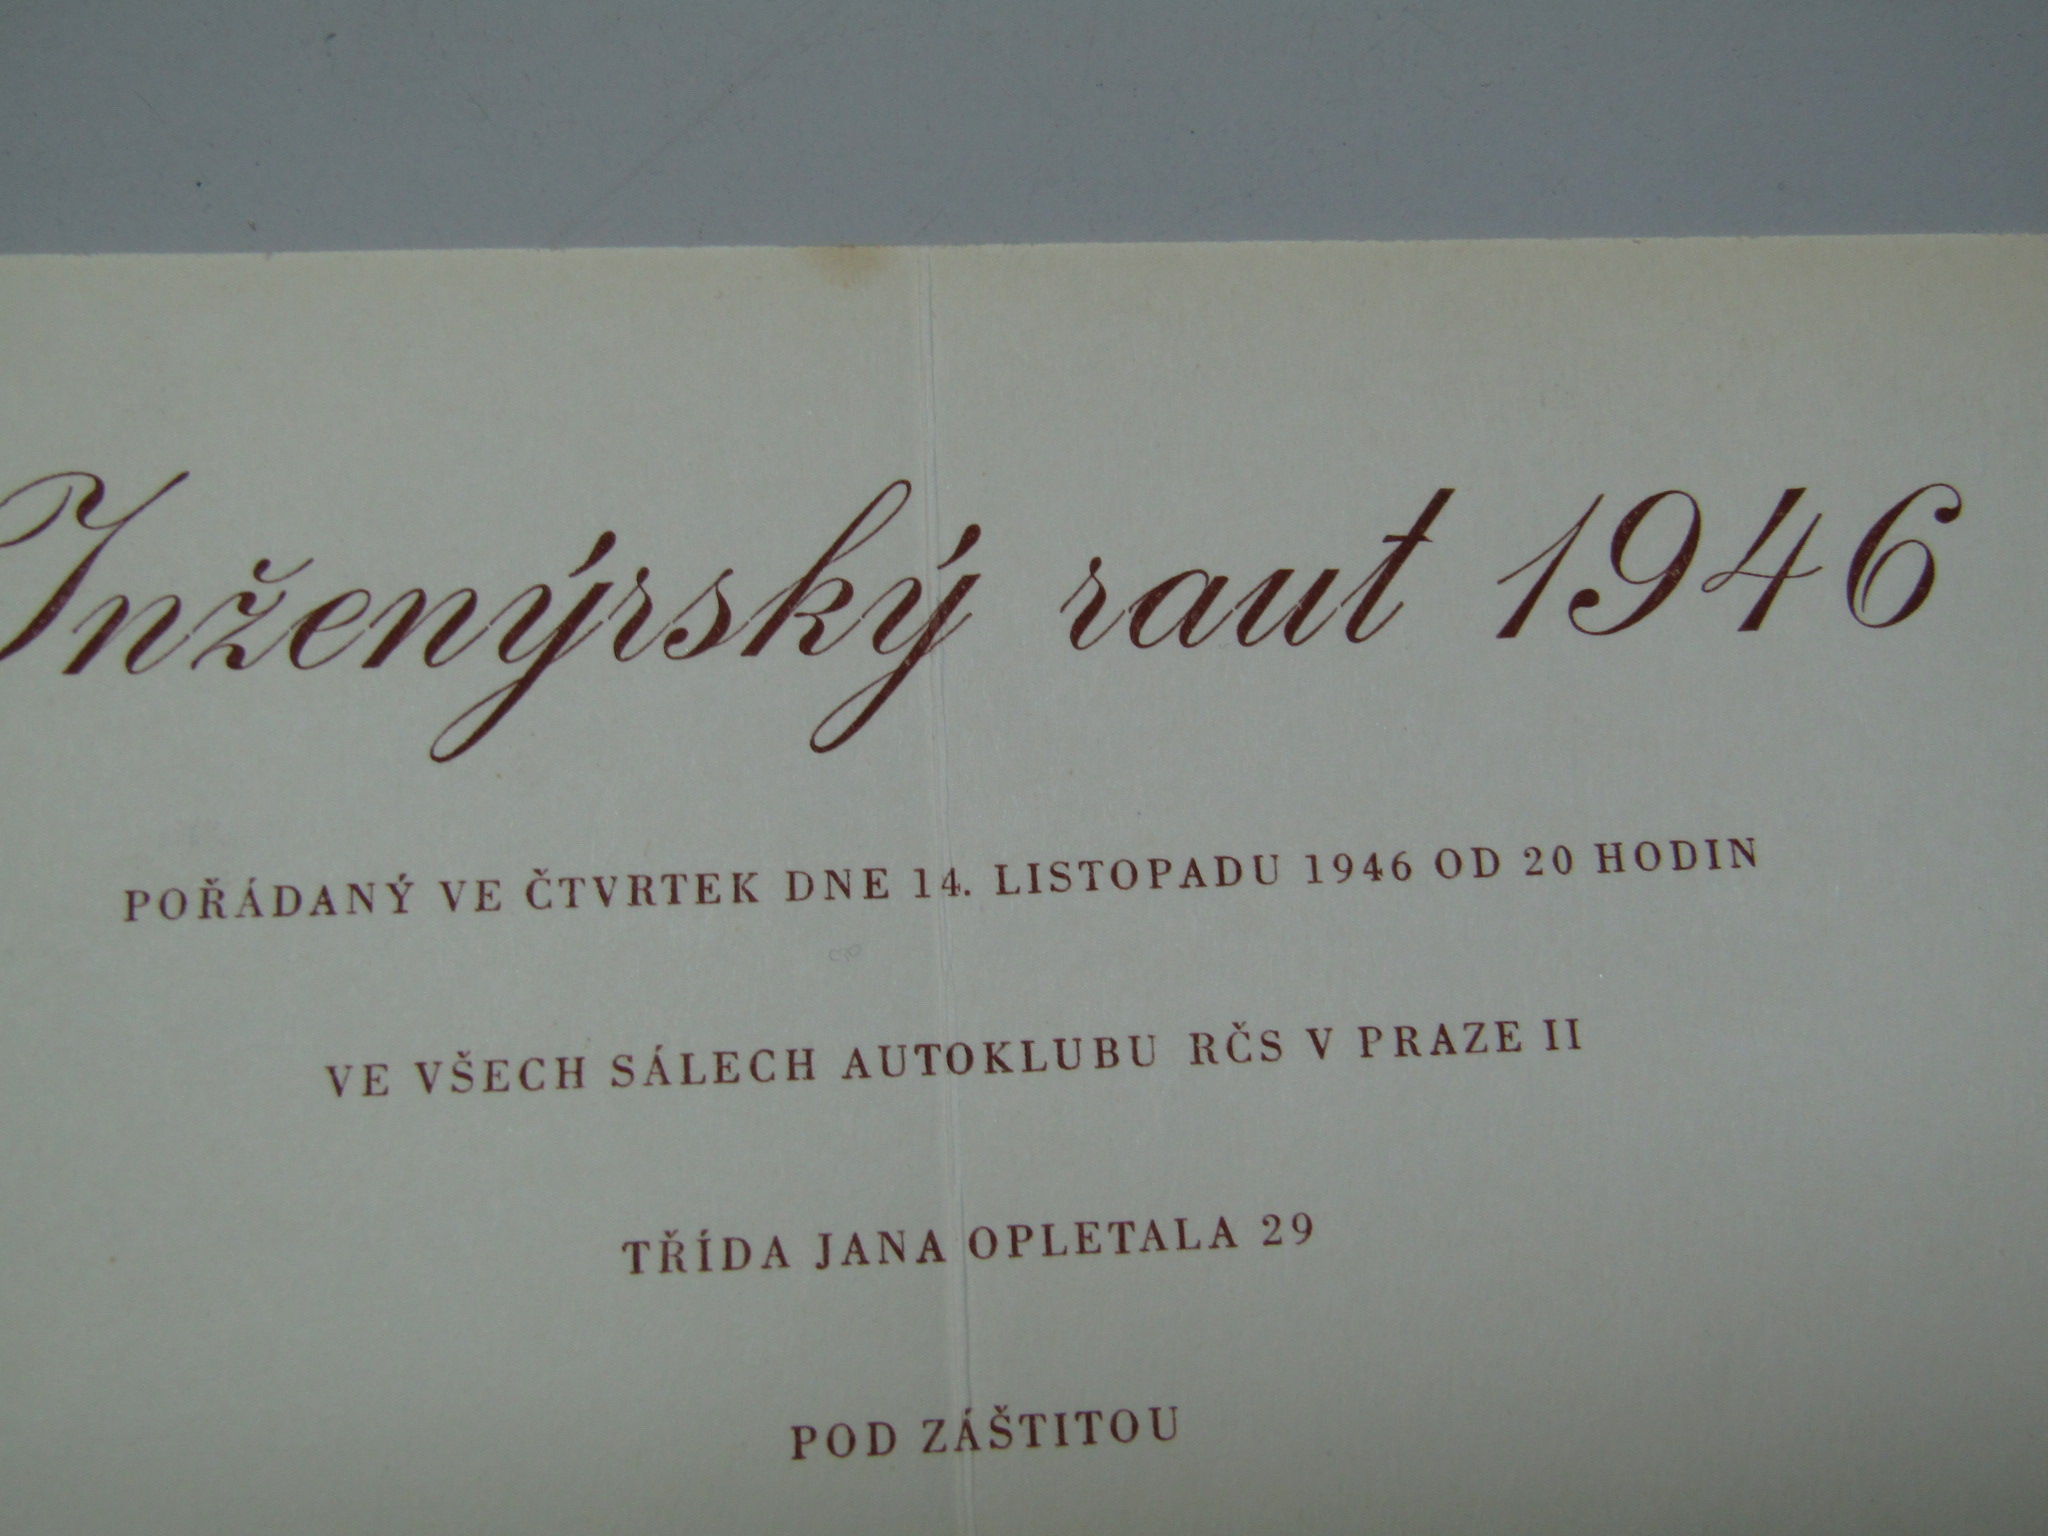 Inženýrský raut 1946
POŘÁDANÝ VE ČTVRTEK DNE 14. LISTOPADU 1946 OD 20 HODIN
VE VŠECH SÁLECH AUTOKLUBU RČS V PRAZE II
TŘÍDA JANA OPLETALA 29
POD ZÁŠTITOU